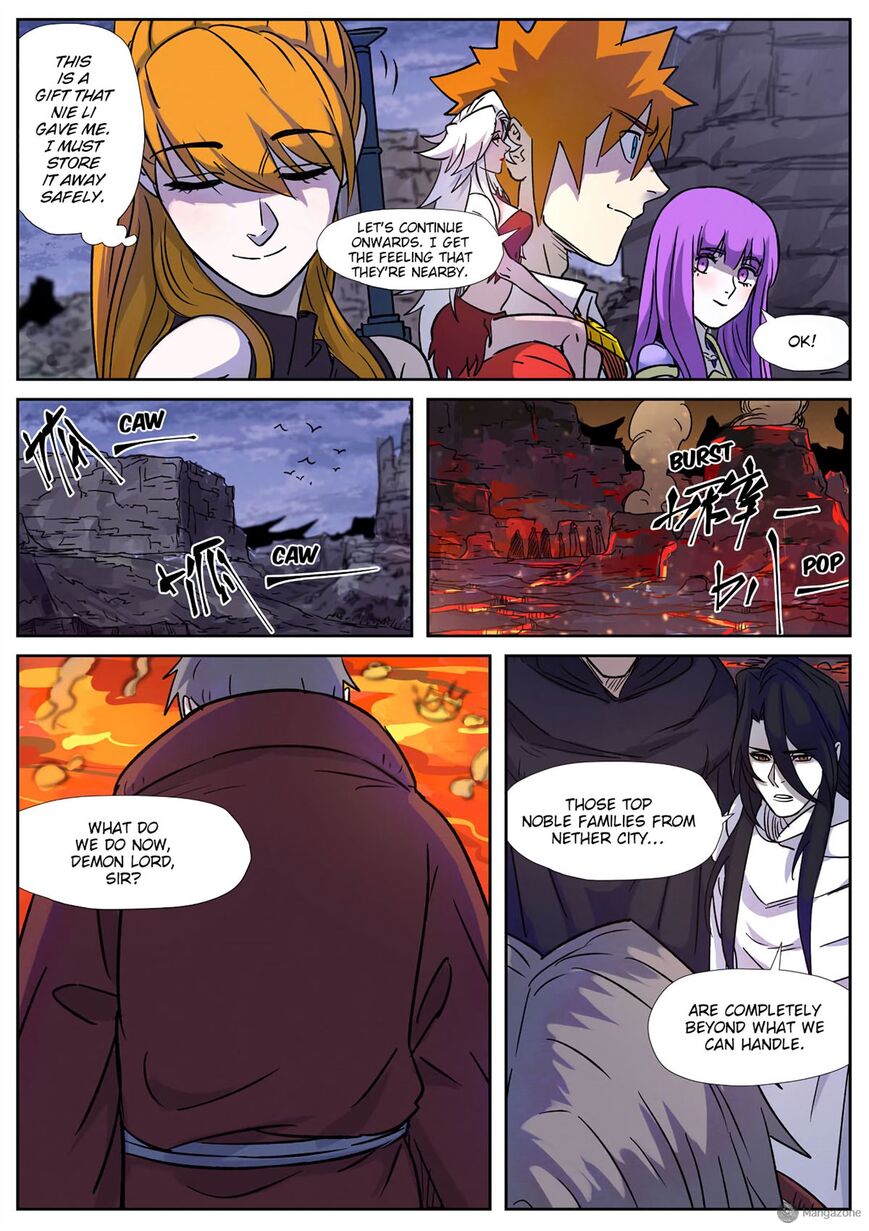 THIS
IS A
GIFT THAT
NIE LI
GAVE ME.
I MUST
STORE
IT AWAY
SAFELY.
LET'S CONTINUE
ONWARDS. I GET
THE FEELING THAT
THEY'RE NEARBY.
OK!
CAW
CAW
BURST
POP
WHAT DO
WE DO NOW,
DEMON LORD,
SIR?
THOSE TOP
NOBLE FAMILIES FROM
NETHER CITY...
ARE COMPLETELY
BEYOND WHAT WE
CAN HANDLE.
Mangazone